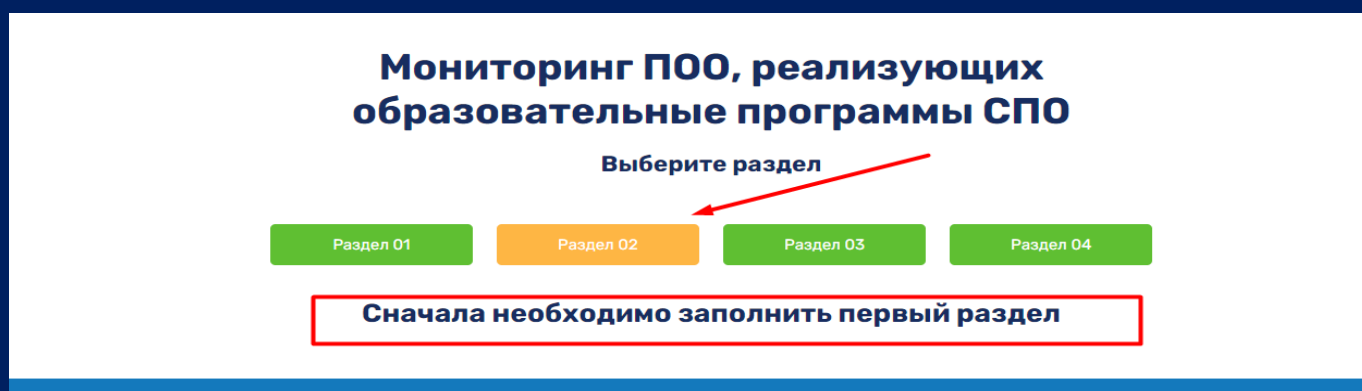 Мониторинг ПОО, реализующих
образовательные программы СПО
Выберите раздел
Раздел 01 Раздел 02 Раздел 03 Раздел 04
Сначала необходимо заполнить первый раздел